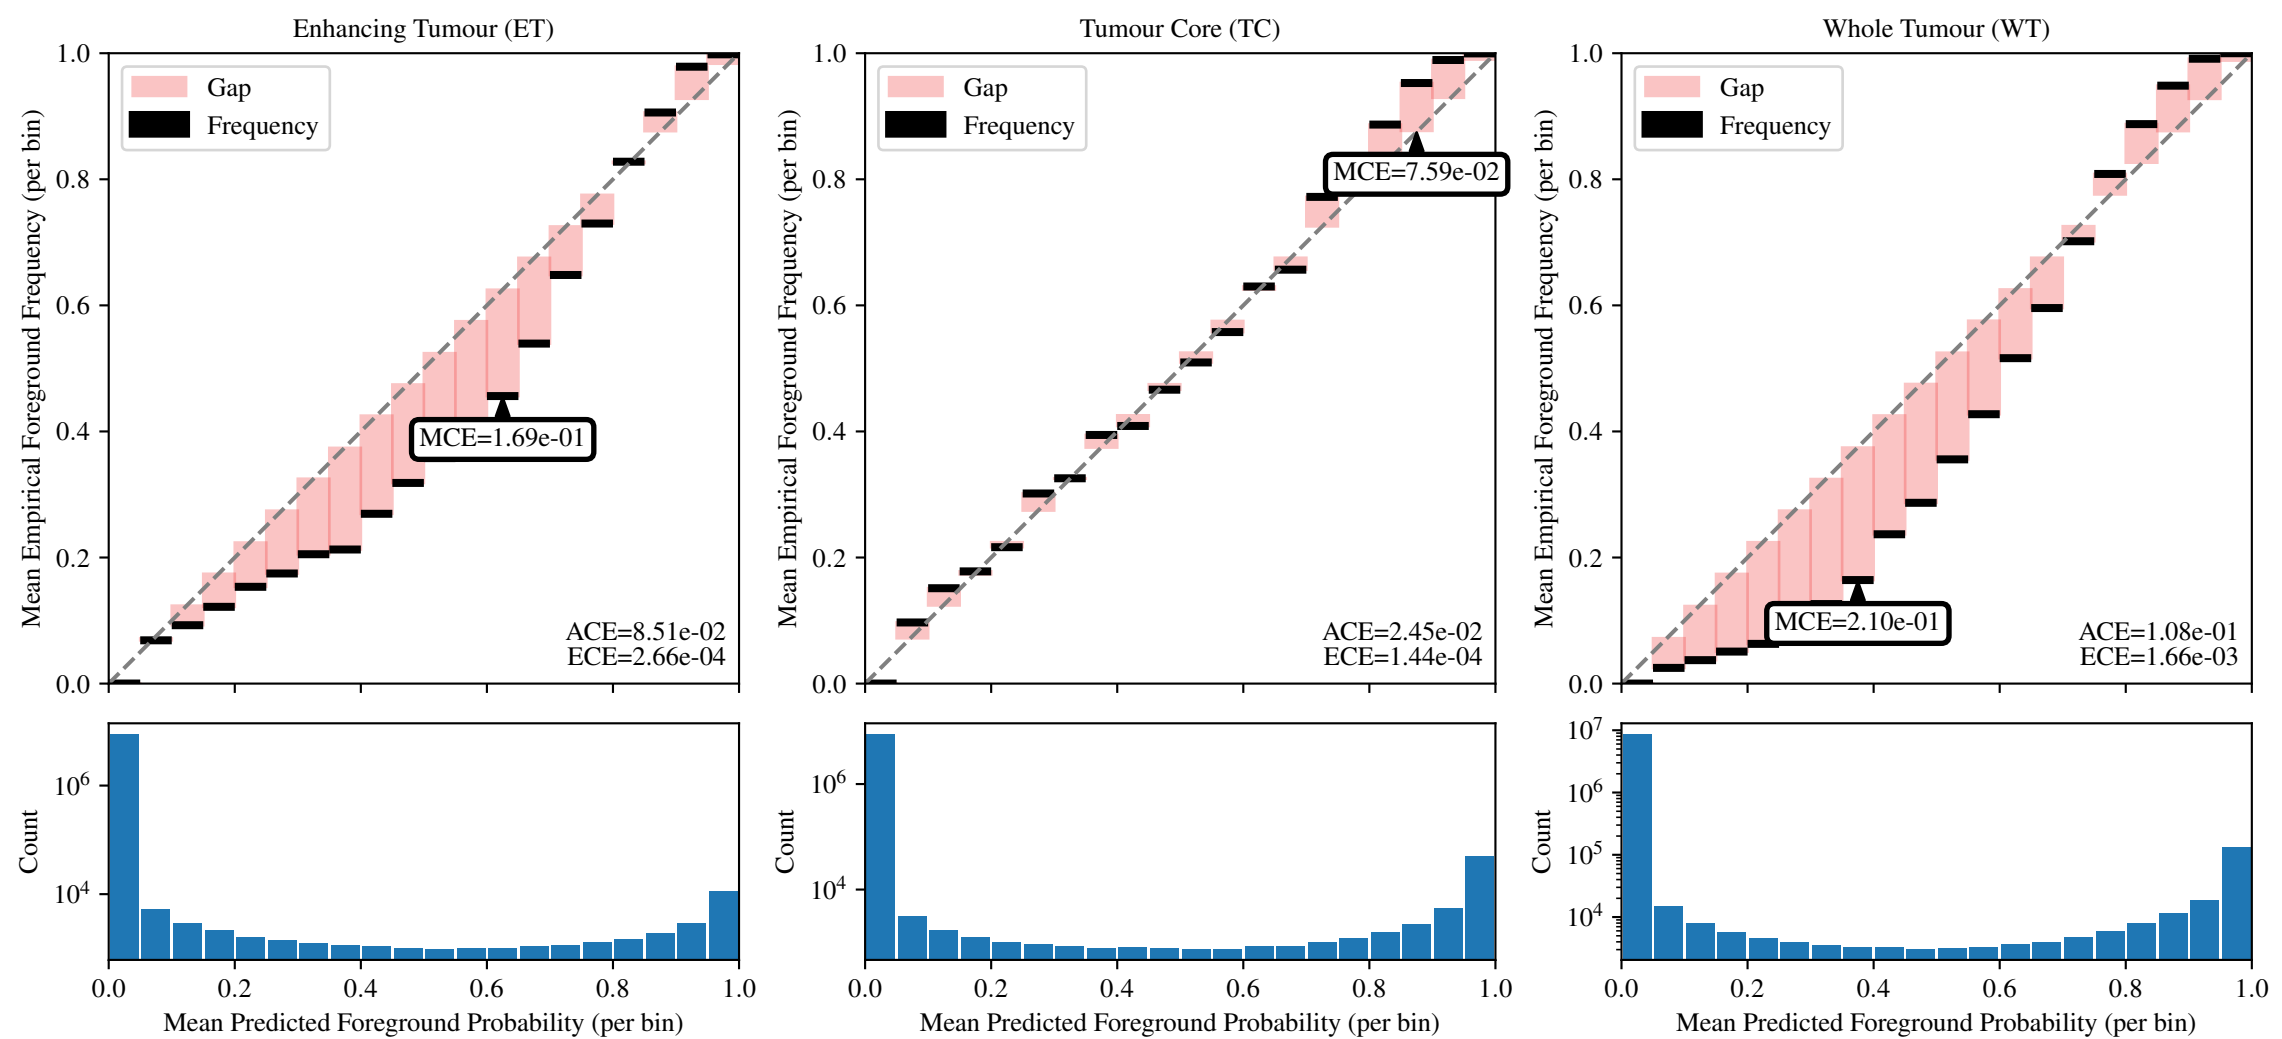 Enhancing Tumour (ET)
Mean Empirical Foreground Frequency (per bin)
1.0
0.8
0.6
0.4
0.2
0.0
Gap
Frequency
MCE=1.69e-01
ACE=8.51e-02
ECE=2.66e-04
Count
10^6
10^4
0.0 0.2 0.4 0.6 0.8 1.0
Mean Predicted Foreground Probability (per bin)
Tumour Core (TC)
Mean Empirical Foreground Frequency (per bin)
1.0
0.8
0.6
0.4
0.2
0.0
Gap
Frequency
MCE=7.59e-02
ACE=2.45e-02
ECE=1.44e-04
Count
10^6
10^4
0.0 0.2 0.4 0.6 0.8 1.0
Mean Predicted Foreground Probability (per bin)
Whole Tumour (WT)
Mean Empirical Foreground Frequency (per bin)
1.0
0.8
0.6
0.4
0.2
0.0
Gap
Frequency
MCE=2.10e-01
ACE=1.08e-01
ECE=1.66e-03
Count
10^7
10^6
10^5
10^4
0.0 0.2 0.4 0.6 0.8 1.0
Mean Predicted Foreground Probability (per bin)